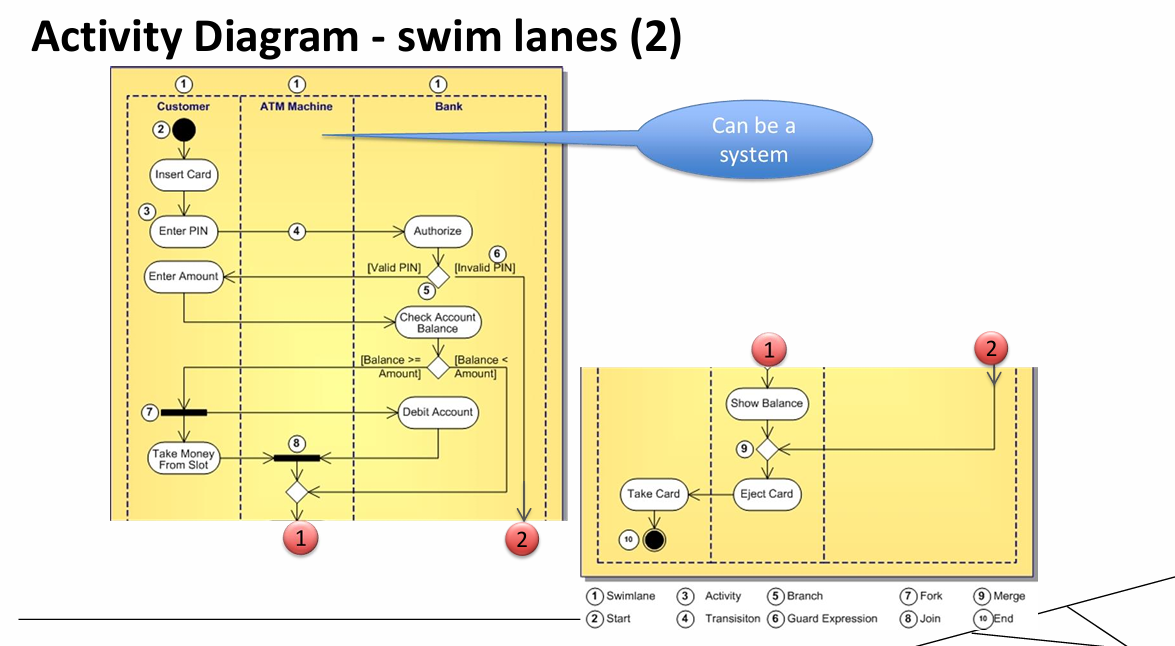 Activity Diagram - swim lanes (2)
1 1 1
Customer ATM Machine Bank
2
Can be a
system
Insert Card
3
Enter PIN
4
Authorize
6
[Valid PIN] [Invalid PIN]
Enter Amount
5
Check Account
Balance
[Balance >=
Amount]
[Balance <
Amount]
7
Debit Account
8
Take Money
From Slot
1 2
1 2
Show Balance
9
Take Card Eject Card
10
1 Swimlane 3 Activity 5 Branch 7 Fork 9 Merge
2 Start 4 Transisiton 6 Guard Expression 8 Join 10 End